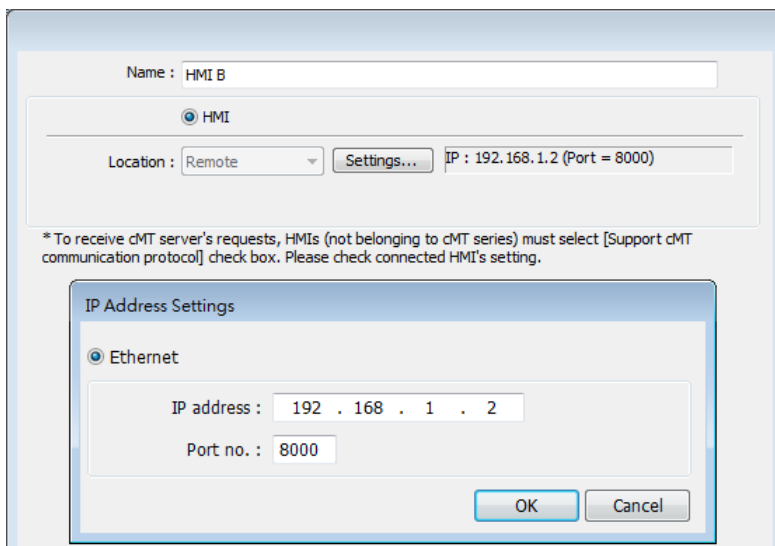 Name : HMI B
HMI
Location : Remote Settings... IP : 192.168.1.2 (Port = 8000)
* To receive cMT server's requests, HMIs (not belonging to cMT series) must select [Support cMT
communication protocol] check box. Please check connected HMI's setting.
IP Address Settings
Ethernet
IP address : 192 . 168 . 1 . 2
Port no. : 8000
OK Cancel